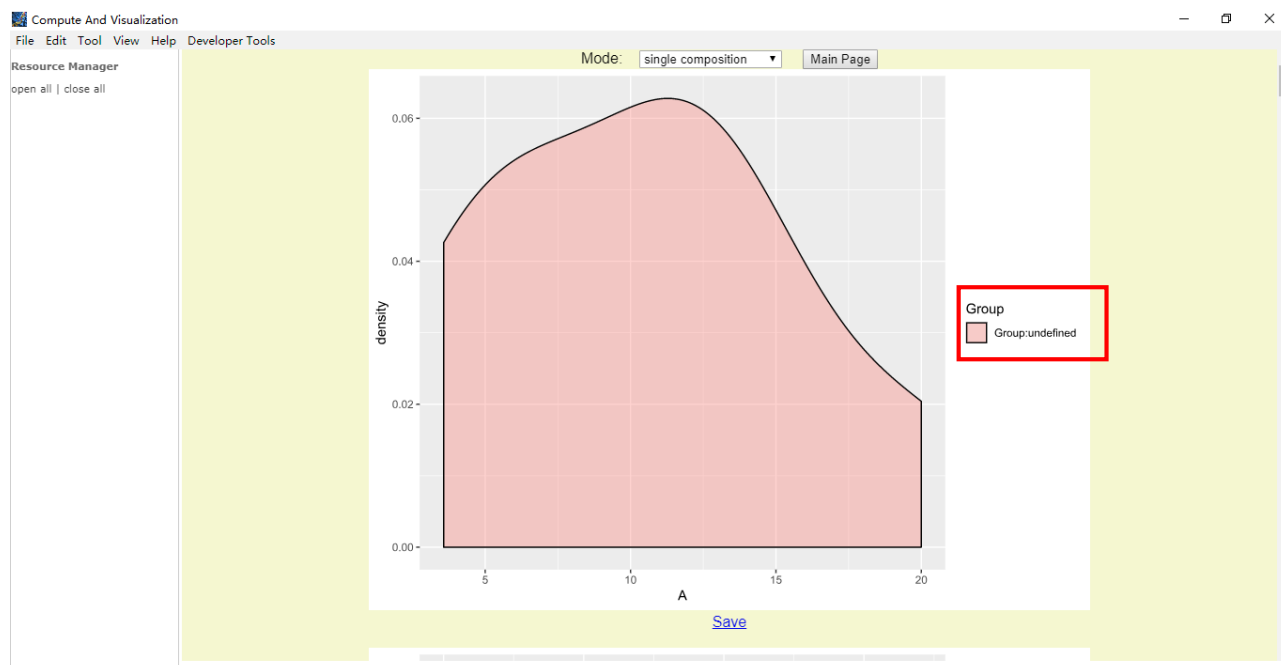 Compute And Visualization
File Edit Tool View Help Developer Tools
Resource Manager
open all | close all
Mode: single composition Main Page
0.06
0.04
0.02
0.00
density
5 10 15 20
A
Group
Group:undefined
Save